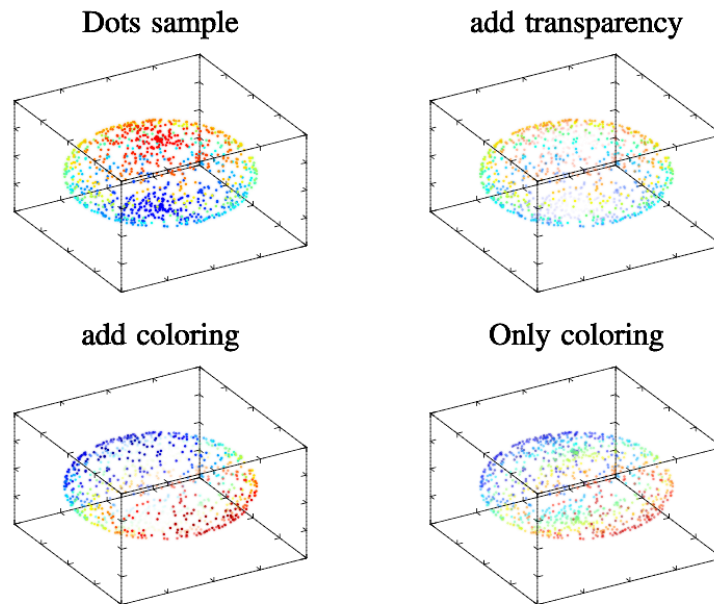 Dots sample
add transparency
add coloring
Only coloring